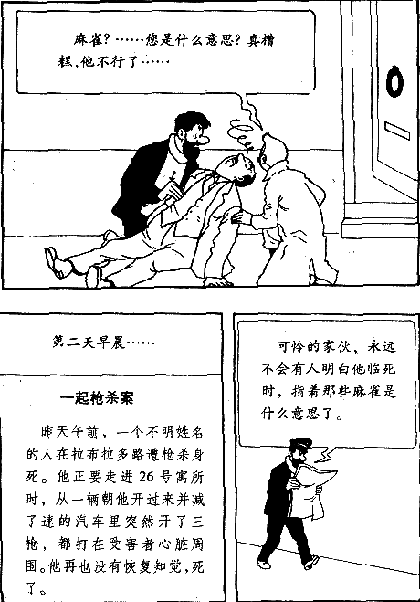 麻雀？……您是什么意思？真糟
糕，他不行了……
第二天早晨……
一起枪杀案
昨天午前，一个不明姓名
的人在拉布拉多路遭枪杀身
死。他正要走进26号寓所
时，从一辆朝他开过来并减
了速的汽车里突然开了三
枪，都打在受害者心脏周
围。他再也没有恢复知觉，死
了。
可怜的家伙，永远
不会有人明白他临死
时，指着那些麻雀是
什么意思了。